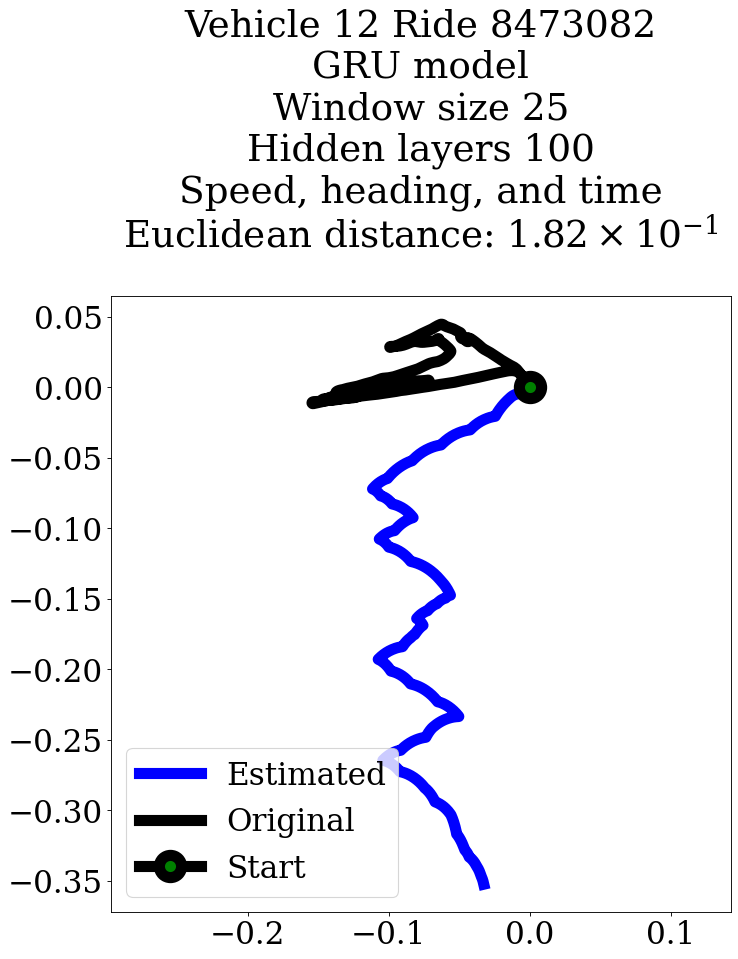 Vehicle 12 Ride 8473082
GRU model
Window size 25
Hidden layers 100
Speed, heading, and time
Euclidean distance: 1.82 × 10⁻¹
0.05
0.00
−0.05
−0.10
−0.15
−0.20
−0.25
−0.30
−0.35
Estimated
Original
Start
−0.2 −0.1 0.0 0.1